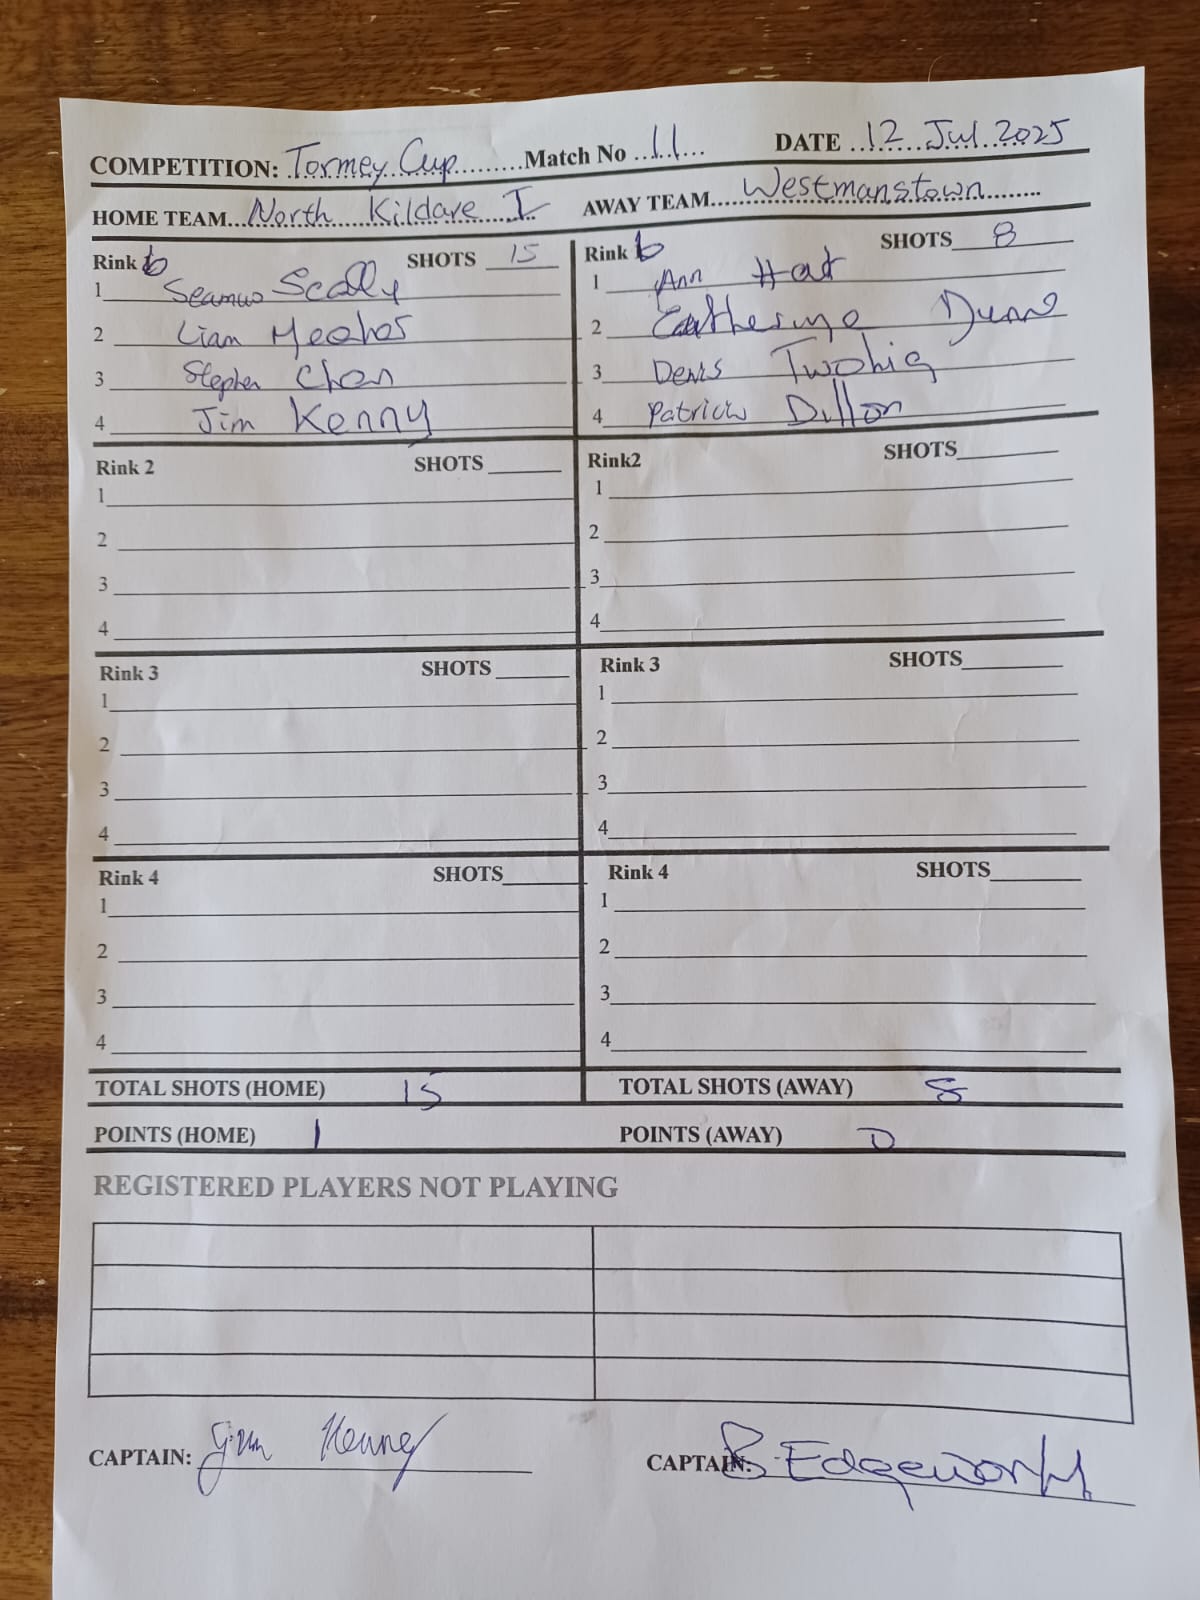 COMPETITION: Tormey Cup Match No 11 DATE 12 Jul 2025
HOME TEAM North Kildare I AWAY TEAM Westmanstown
Rink 6 SHOTS 15
1 Seamus Scally
2 Liam
3 Stephen
4 Jim Kenny
Rink 6 SHOTS 8
1 Ann
2 Catherine Dunne
3 Denis Twohig
4 Patricia Dillon
Rink 2 SHOTS
1
2
3
4
Rink2 SHOTS
1
2
3
4
Rink 3 SHOTS
1
2
3
4
Rink 3 SHOTS
1
2
3
4
Rink 4 SHOTS
1
2
3
4
Rink 4 SHOTS
1
2
3
4
TOTAL SHOTS (HOME) 15 TOTAL SHOTS (AWAY) 8
POINTS (HOME) 1 POINTS (AWAY) 0
REGISTERED PLAYERS NOT PLAYING
CAPTAIN: Jim Kenny CAPTAIN: B Edgeworth